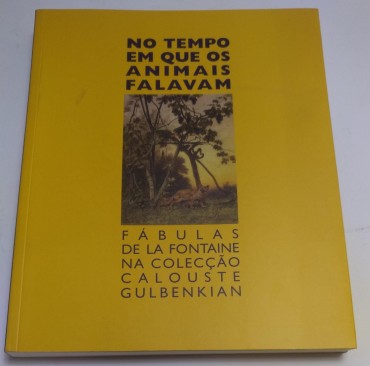 NO TEMPO
EM QUE OS
ANIMAIS
FALAVAM
FÁBULAS
DE LA FONTAINE
NA COLECÇÃO
CALOUSTE
GULBENKIAN